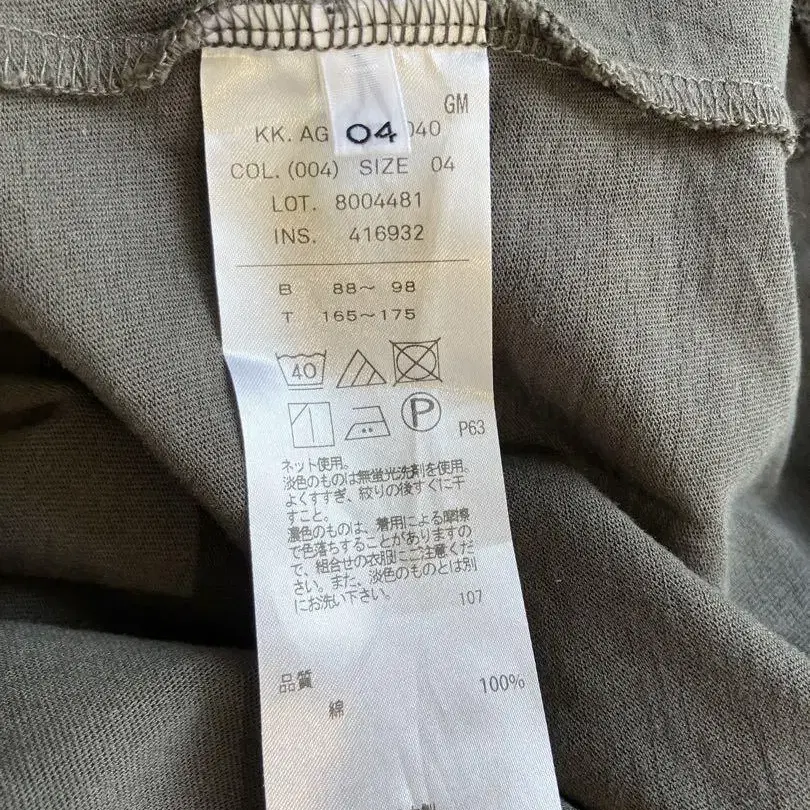 GM
KK. AG 040
04
COL. (004) SIZE 04
LOT. 8004481
INS. 416932
B 88～ 98
T 165～175
40
P
P63
ネット使用。
淡色のものは無蛍光洗剤を使用。
よくすすぎ、絞りの後すぐに干
すこと。
濃色のものは、着用による摩擦
で色落ちすることがありますの
で、組合せの衣服にご注意くだ
さい。また、淡色のものとは別
にお洗い下さい。
107
品質
綿 100%